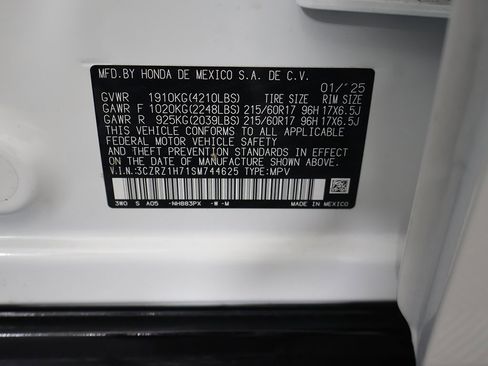 MFD.BY HONDA DE MEXICO S.A. DE C.V.
01/'25
GVWR 1910KG(4210LBS) TIRE SIZE RIM SIZE
GAWR F 1020KG(2248LBS) 215/60R17 96H 17X6.5J
GAWR R 925KG(2039LBS) 215/60R17 96H 17X6.5J
THIS VEHICLE CONFORMS TO ALL APPLICABLE
FEDERAL MOTOR VEHICLE SAFETY
AND THEFT PREVENTION STANDARDS IN EFFECT
ON THE DATE OF MANUFACTURE SHOWN ABOVE.
V.I.N.:3CZRZ1H71SM744625 TYPE:MPV
3W0 S A05 -NH883PX -W -M MADE IN MEXICO